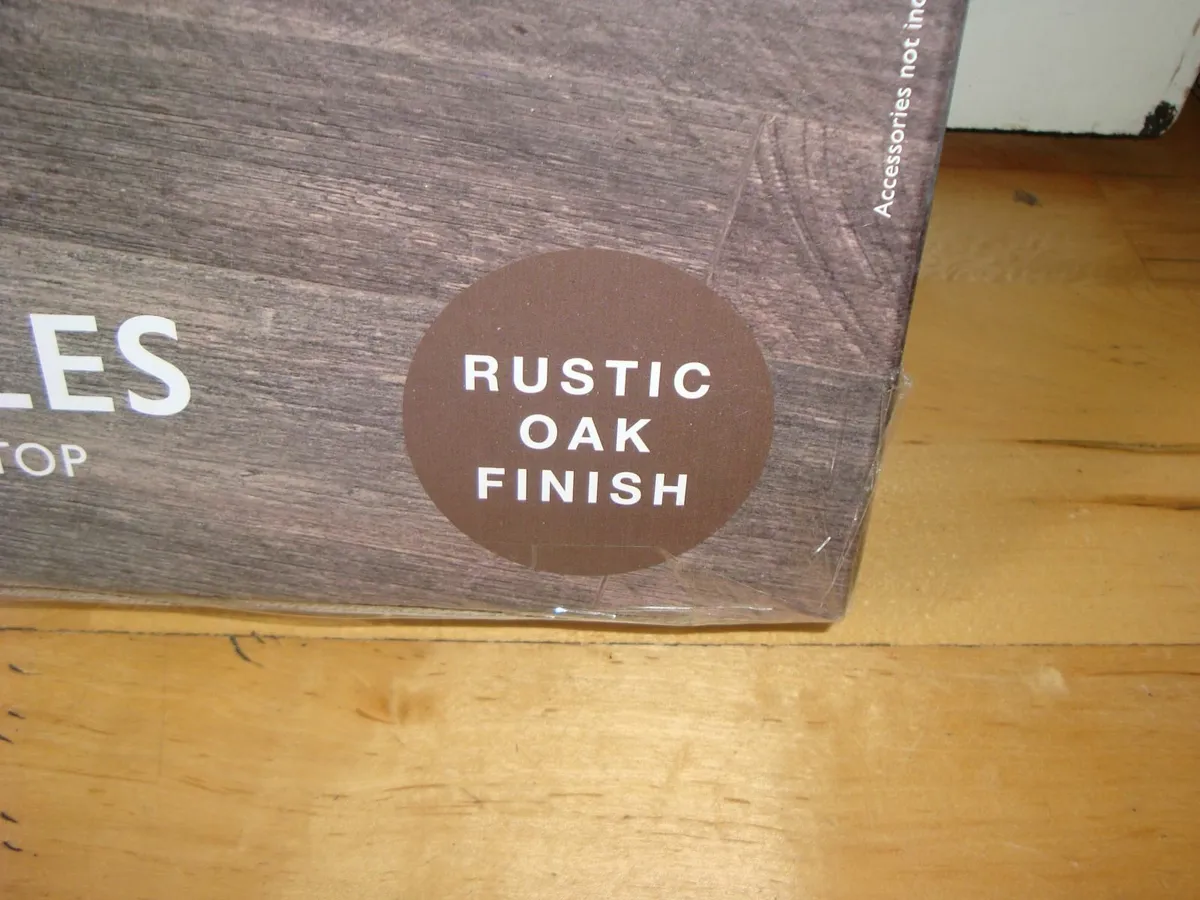 Accessories not inc
LES
TOP
RUSTIC
OAK
FINISH